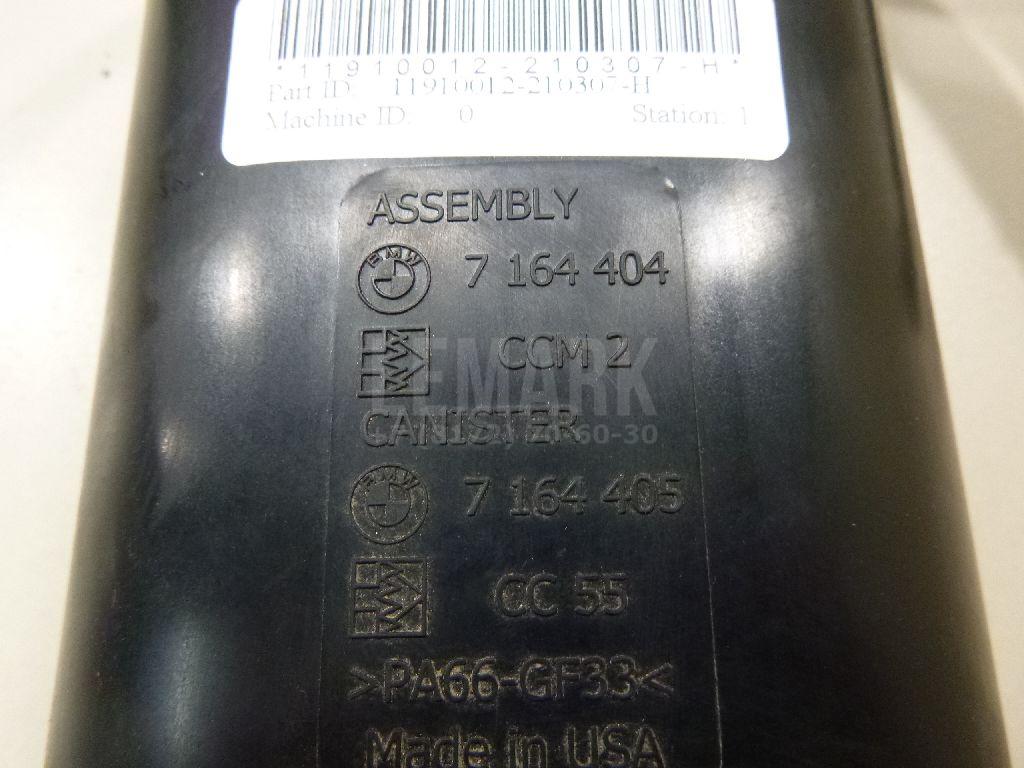 *11910012-210307-H*
Part ID: 11910012-210307-H
Machine ID: 0 Station: 1
ASSEMBLY
BMW 7 164 404
CCM 2
CANISTER
BMW 7 164 405
CC 55
>PA66-GF33<
Made in USA